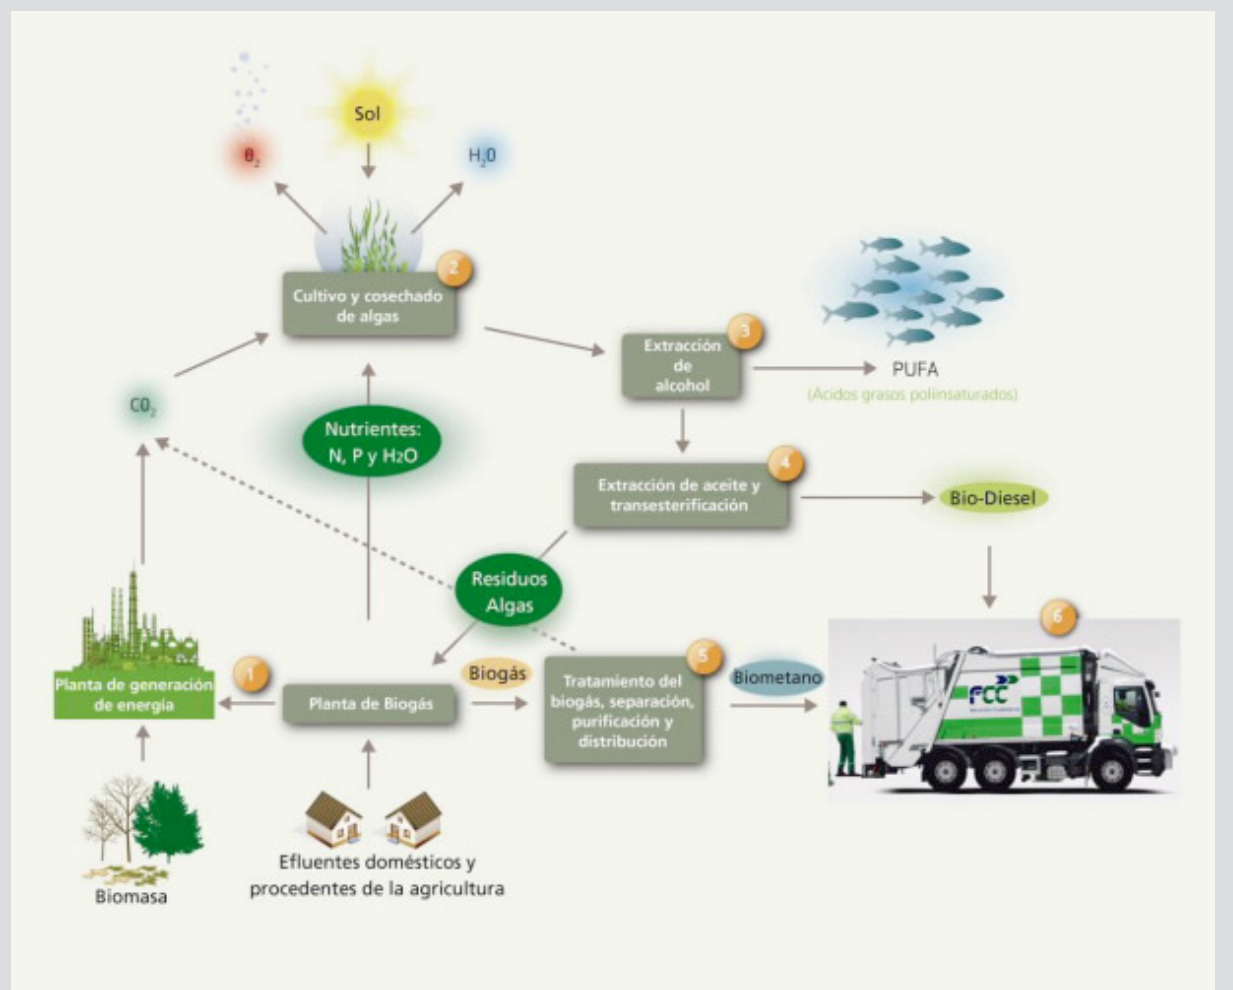 Sol
O2
H2O
2
Cultivo y cosechado
de algas
3
Extracción
de
alcohol
PUFA
(Ácidos grasos poliinsaturados)
CO2
Nutrientes:
N, P y H2O
4
Extracción de aceite y
transesterificación
Bio-Diesel
Residuos
Algas
6
1
Planta de generación
de energía
Planta de Biogás
Biogás
5
Tratamiento del
biogás, separación,
purificación y
distribución
Biometano
FCC
Biomasa
Efluentes domésticos y
procedentes de la agricultura